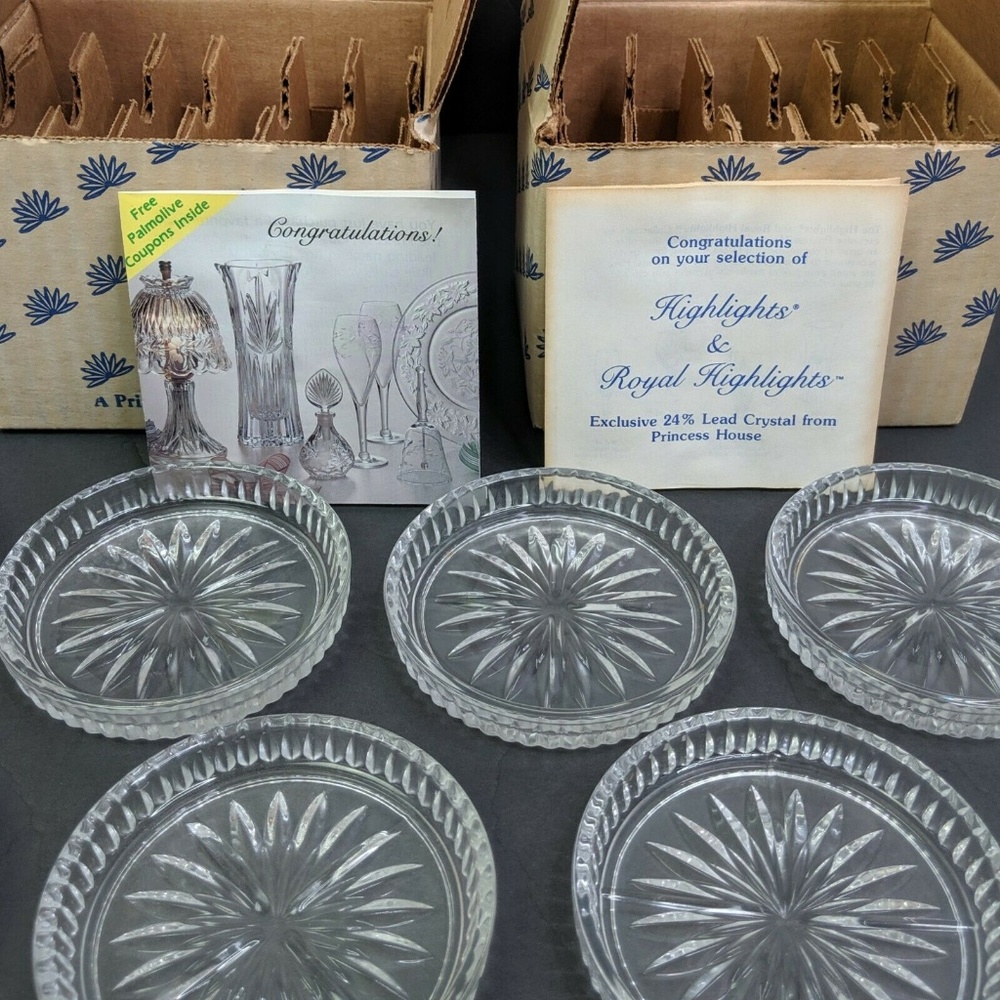 Free
Palmolive
Coupons Inside
Congratulations!
A Pri
Congratulations
on your selection of
Highlights®
&
Royal Highlights™
Exclusive 24% Lead Crystal from
Princess House